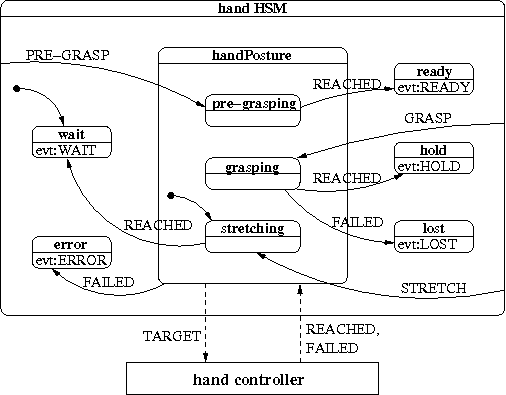 hand HSM
PRE–GRASP
handPosture
ready
evt:READY
REACHED
pre–grasping
GRASP
wait
evt:WAIT
hold
evt:HOLD
grasping
REACHED
REACHED
stretching
FAILED
lost
evt:LOST
error
evt:ERROR
FAILED
STRETCH
TARGET
REACHED,
FAILED
hand controller